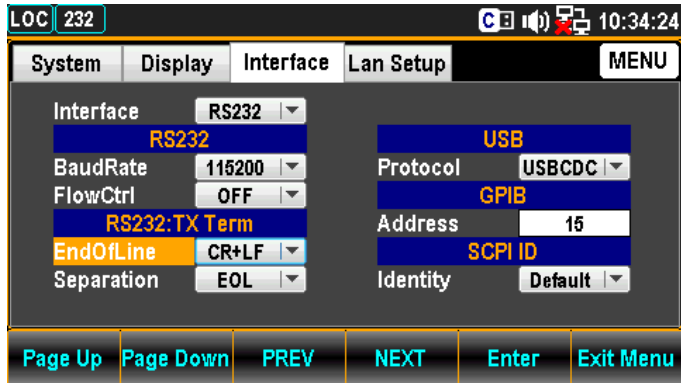 LOC 232 C 10:34:24
System Display Interface Lan Setup MENU
Interface RS232
RS232 USB
BaudRate 115200 Protocol USBCDC
FlowCtrl OFF GPIB
RS232:TX Term Address 15
EndOfLine CR+LF SCPI ID
Separation EOL Identity Default
Page Up Page Down PREV NEXT Enter Exit Menu